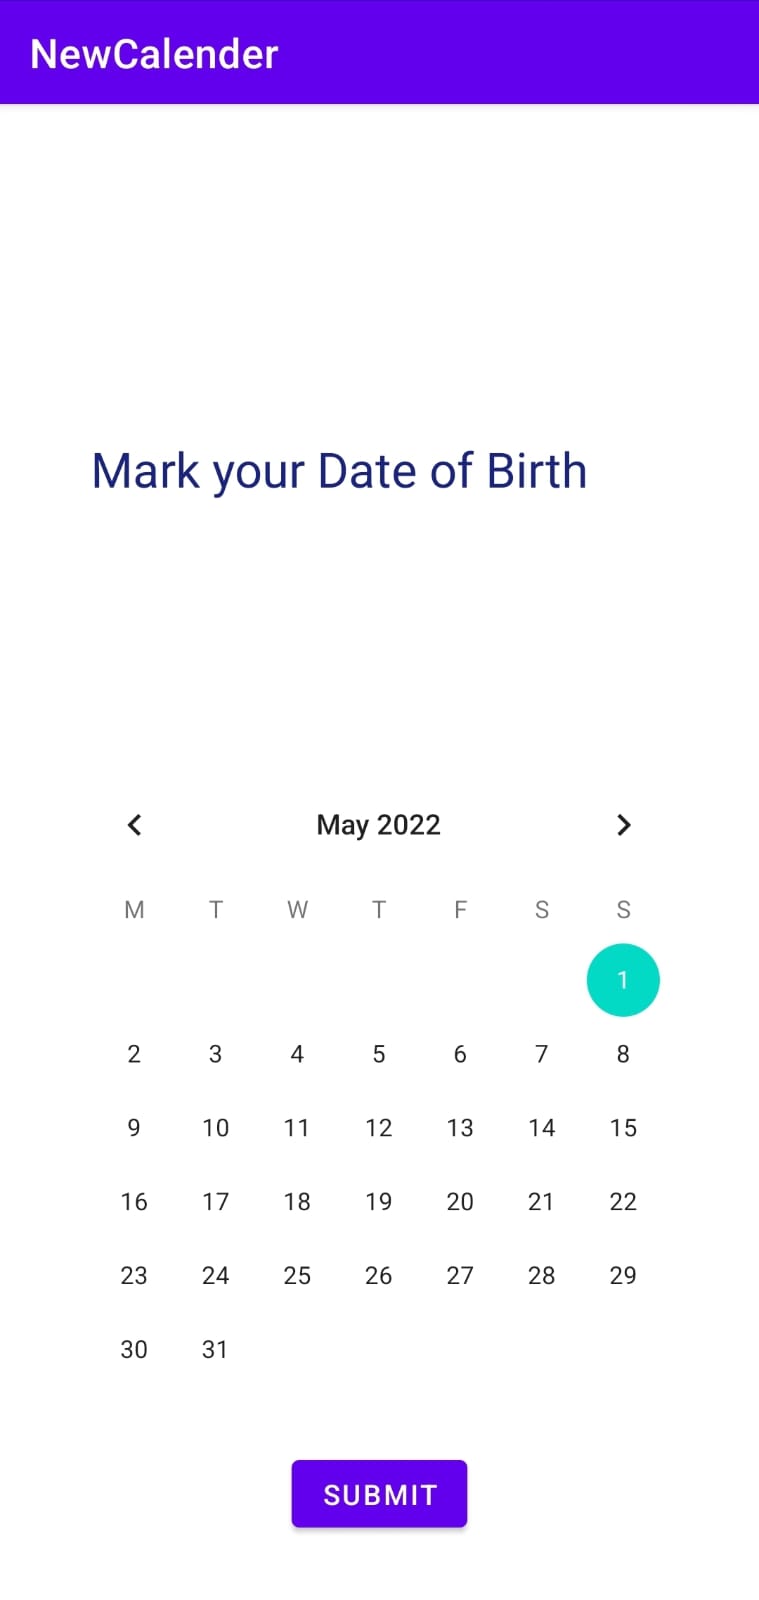 NewCalender
Mark your Date of Birth
May 2022
M T W T F S S
1
2 3 4 5 6 7 8
9 10 11 12 13 14 15
16 17 18 19 20 21 22
23 24 25 26 27 28 29
30 31
SUBMIT